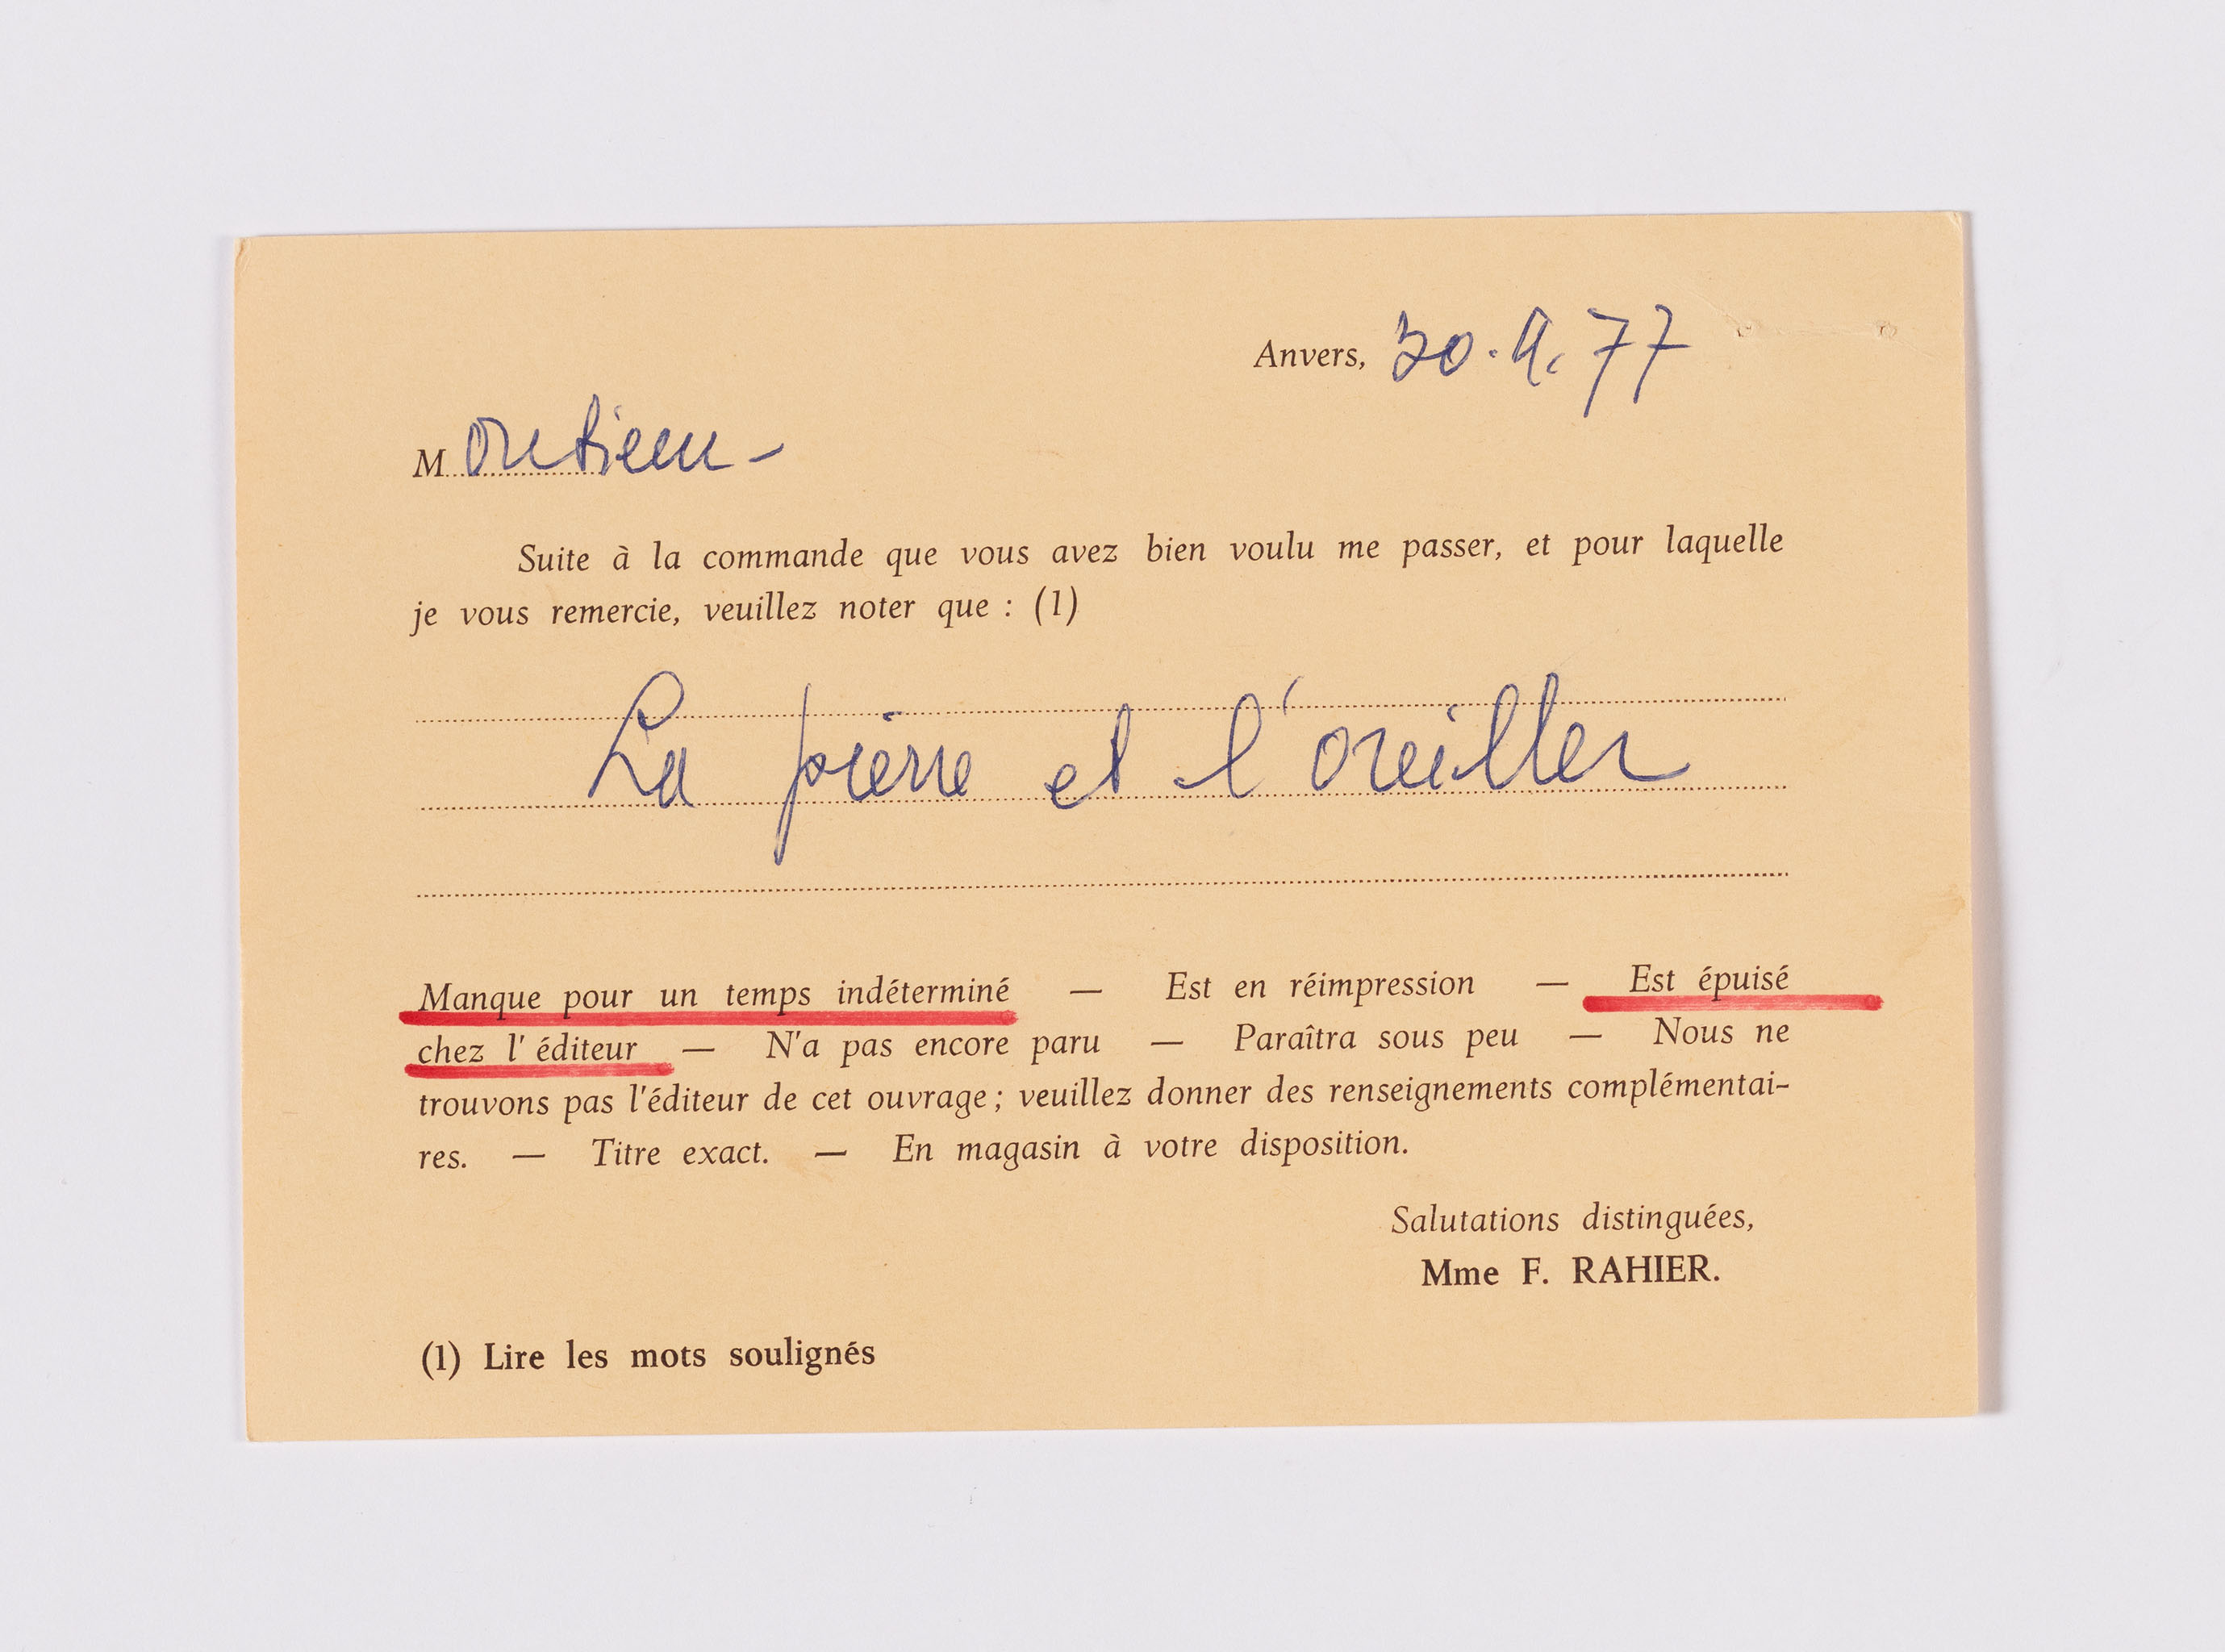 Anvers, 30.9.77
Monsieur -
Suite à la commande que vous avez bien voulu me passer, et pour laquelle
je vous remercie, veuillez noter que : (1)
La pierre et l'oreiller
Manque pour un temps indéterminé — Est en réimpression — Est épuisé
chez l' éditeur — N'a pas encore paru — Paraîtra sous peu — Nous ne
trouvons pas l'éditeur de cet ouvrage ; veuillez donner des renseignements complémentai-
res. — Titre exact. — En magasin à votre disposition.
Salutations distinguées,
Mme F. RAHIER.
(1) Lire les mots soulignés